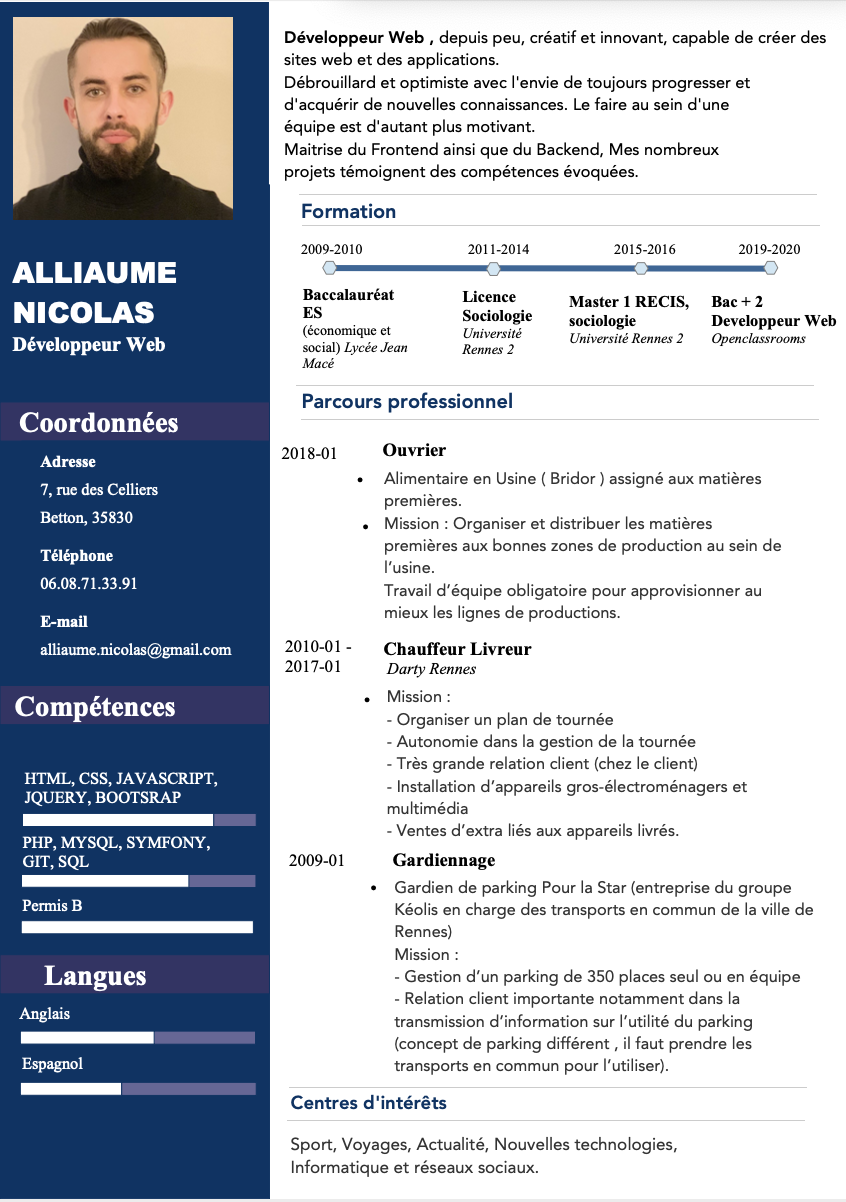 ALLIAUME
NICOLAS
Développeur Web
Coordonnées
Adresse
7, rue des Celliers
Betton, 35830
Téléphone
06.08.71.33.91
E-mail
alliaume.nicolas@gmail.com
Compétences
HTML, CSS, JAVASCRIPT,
JQUERY, BOOTSRAP
PHP, MYSQL, SYMFONY,
GIT, SQL
Permis B
Langues
Anglais
Espagnol
Développeur Web , depuis peu, créatif et innovant, capable de créer des
sites web et des applications.
Débrouillard et optimiste avec l'envie de toujours progresser et
d'acquérir de nouvelles connaissances. Le faire au sein d'une
équipe est d'autant plus motivant.
Maitrise du Frontend ainsi que du Backend, Mes nombreux
projets témoignent des compétences évoquées.
Formation
2009-2010
Baccalauréat
ES
(économique et
social) Lycée Jean
Macé
2011-2014
Licence
Sociologie
Université
Rennes 2
2015-2016
Master 1 RECIS,
sociologie
Université Rennes 2
2019-2020
Bac + 2
Developpeur Web
Openclassrooms
Parcours professionnel
2018-01
Ouvrier
• Alimentaire en Usine ( Bridor ) assigné aux matières
premières.
• Mission : Organiser et distribuer les matières
premières aux bonnes zones de production au sein de
l’usine.
Travail d’équipe obligatoire pour approvisionner au
mieux les lignes de productions.
2010-01 -
2017-01
Chauffeur Livreur
Darty Rennes
• Mission :
- Organiser un plan de tournée
- Autonomie dans la gestion de la tournée
- Très grande relation client (chez le client)
- Installation d’appareils gros-électroménagers et
multimédia
- Ventes d’extra liés aux appareils livrés.
2009-01
Gardiennage
• Gardien de parking Pour la Star (entreprise du groupe
Kéolis en charge des transports en commun de la ville de
Rennes)
Mission :
- Gestion d’un parking de 350 places seul ou en équipe
- Relation client importante notamment dans la
transmission d’information sur l’utilité du parking
(concept de parking différent , il faut prendre les
transports en commun pour l’utiliser).
Centres d'intérêts
Sport, Voyages, Actualité, Nouvelles technologies,
Informatique et réseaux sociaux.